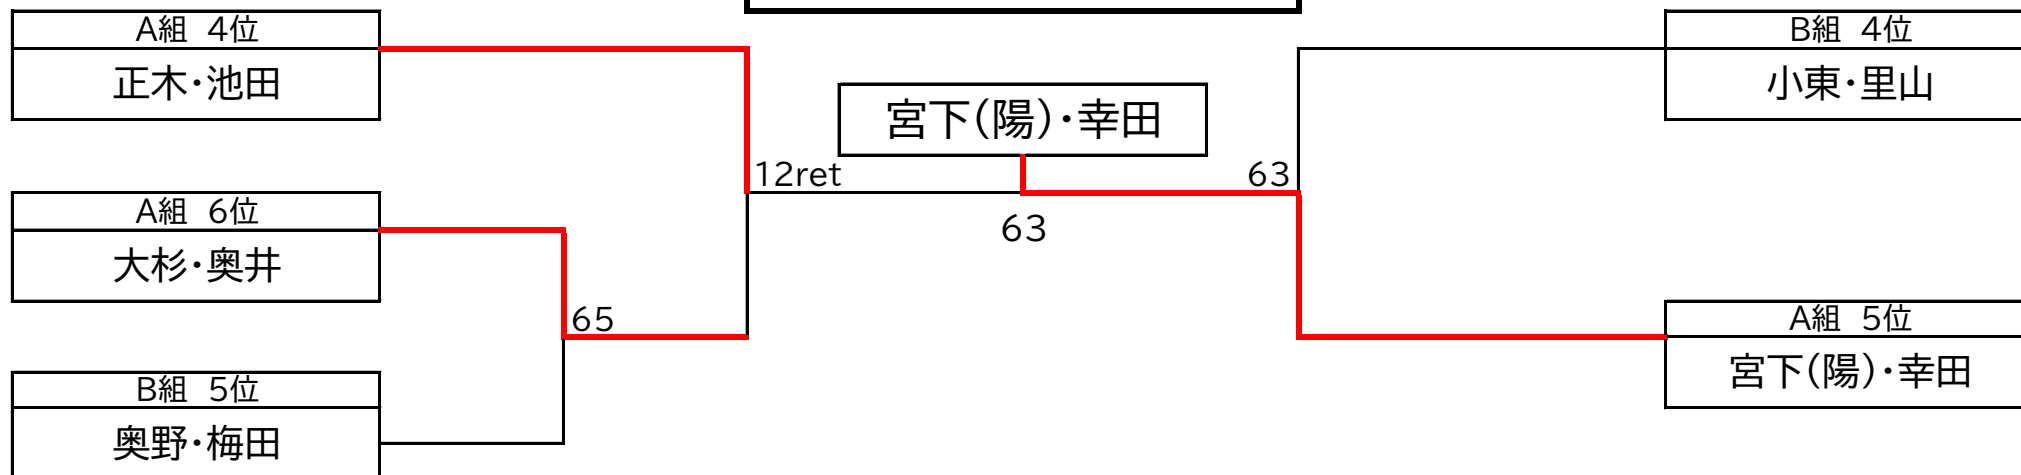 A組 4位
正木・池田
A組 6位
大杉・奥井
B組 5位
奥野・梅田
65
12ret
宮下(陽)・幸田
63
63
B組 4位
小東・里山
A組 5位
宮下(陽)・幸田